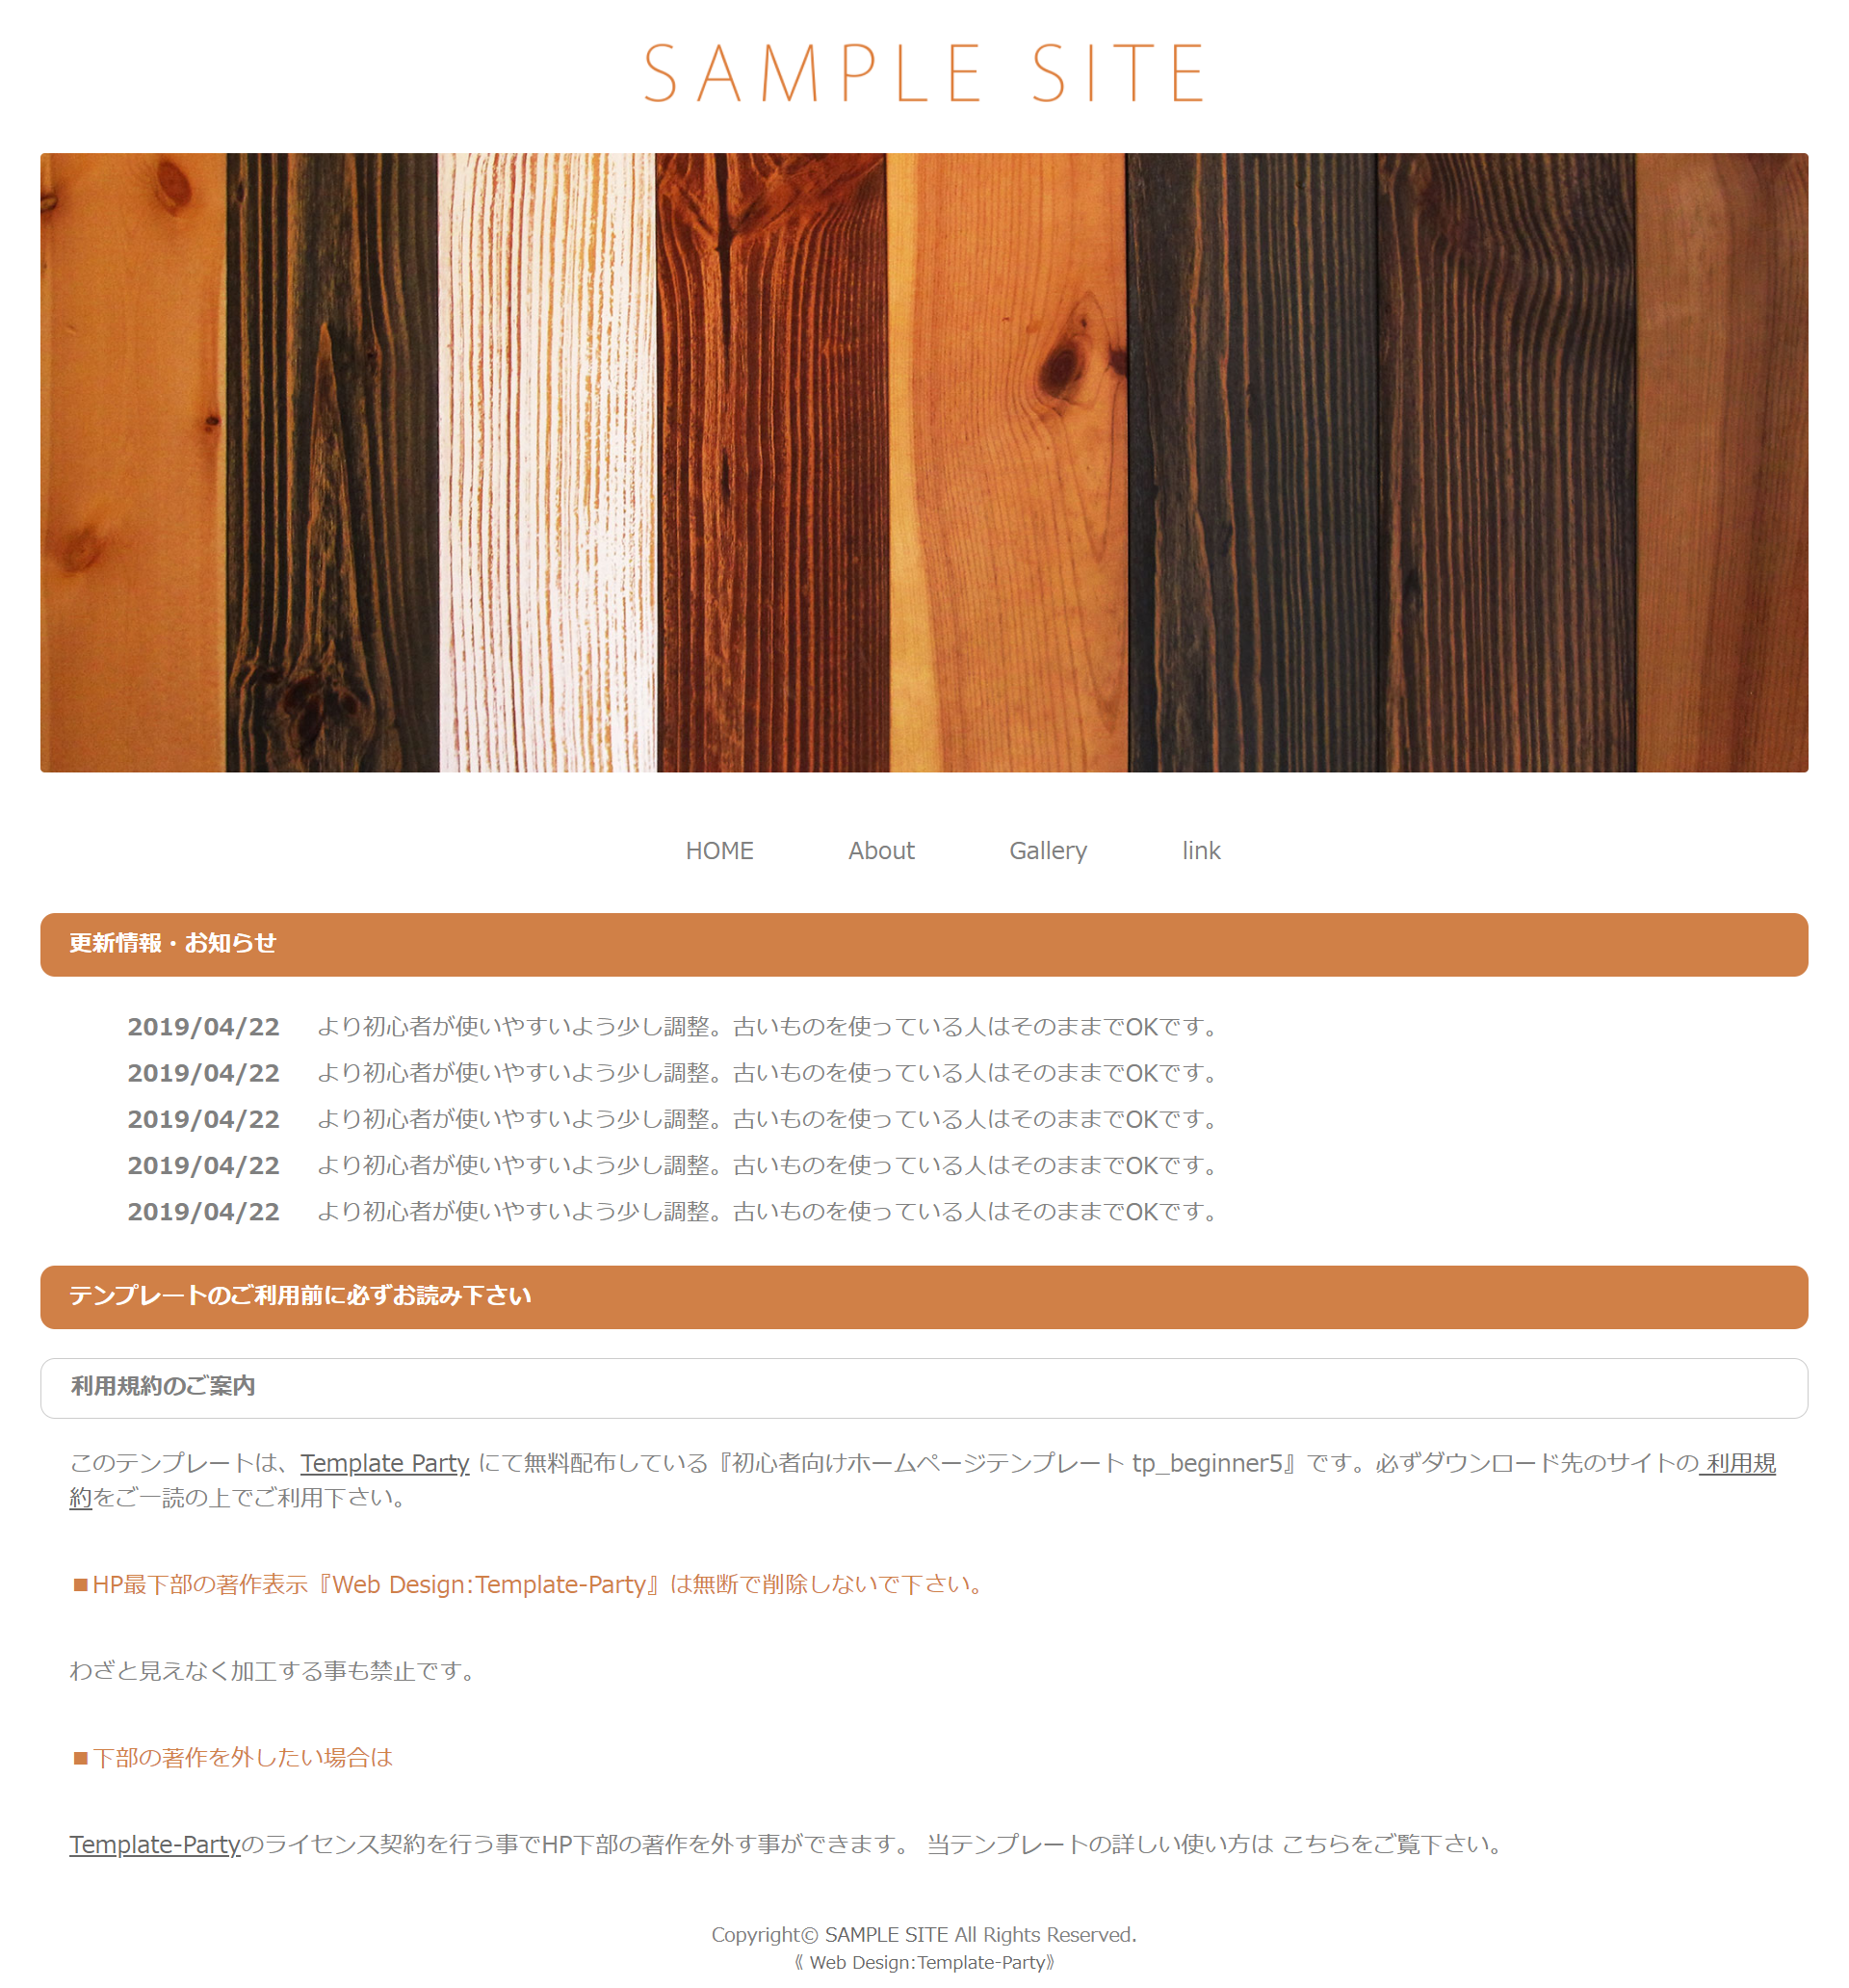 SAMPLE SITE
HOME About Gallery link
更新情報・お知らせ
2019/04/22 より初心者が使いやすいよう少し調整。古いものを使っている人はそのままでOKです。
2019/04/22 より初心者が使いやすいよう少し調整。古いものを使っている人はそのままでOKです。
2019/04/22 より初心者が使いやすいよう少し調整。古いものを使っている人はそのままでOKです。
2019/04/22 より初心者が使いやすいよう少し調整。古いものを使っている人はそのままでOKです。
2019/04/22 より初心者が使いやすいよう少し調整。古いものを使っている人はそのままでOKです。
テンプレートのご利用前に必ずお読み下さい
利用規約のご案内
このテンプレートは、Template Party にて無料配布している『初心者向けホームページテンプレート tp_beginner5』です。必ずダウンロード先のサイトの 利用規
約をご一読の上でご利用下さい。
■HP最下部の著作表示『Web Design:Template-Party』は無断で削除しないで下さい。
わざと見えなく加工する事も禁止です。
■下部の著作を外したい場合は
Template-Partyのライセンス契約を行う事でHP下部の著作を外す事ができます。 当テンプレートの詳しい使い方は こちらをご覧下さい。
Copyright© SAMPLE SITE All Rights Reserved.
《 Web Design:Template-Party》